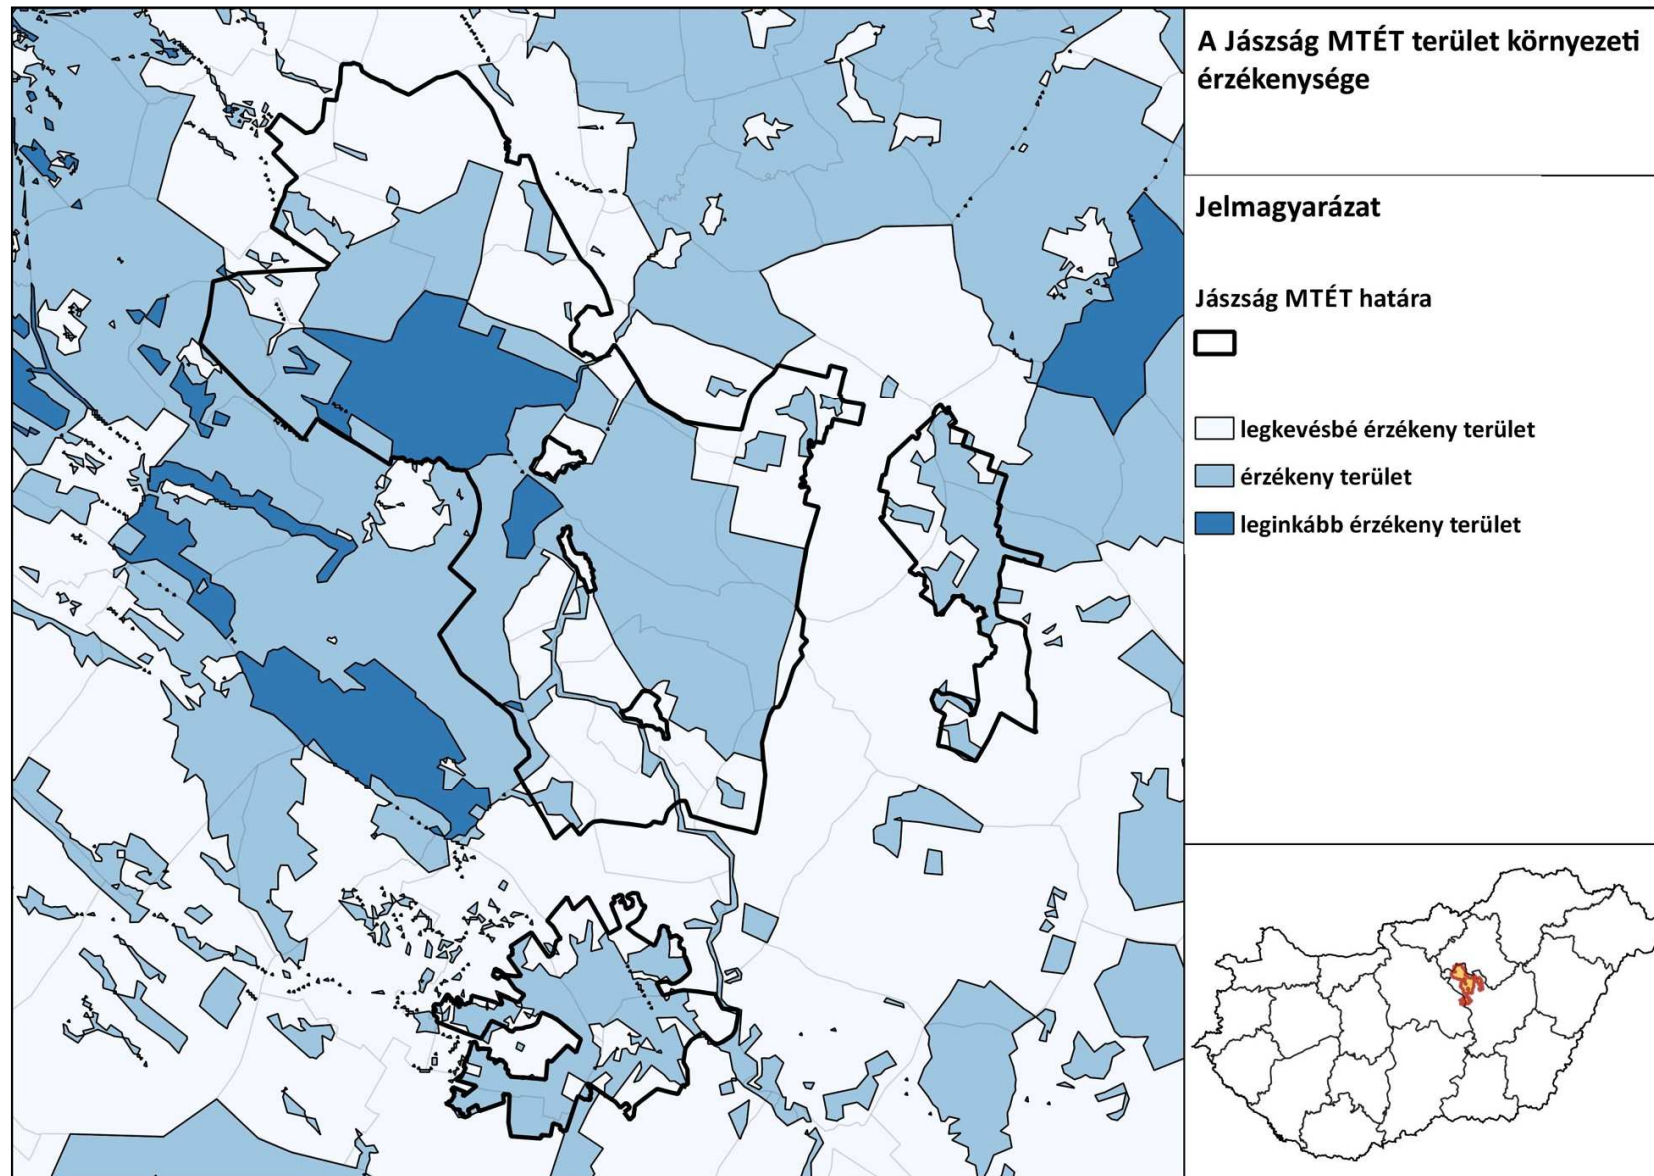 A Jászság MTÉT terület környezeti
érzékenysége
Jelmagyarázat
Jászság MTÉT határa
legkevésbé érzékeny terület
érzékeny terület
leginkább érzékeny terület